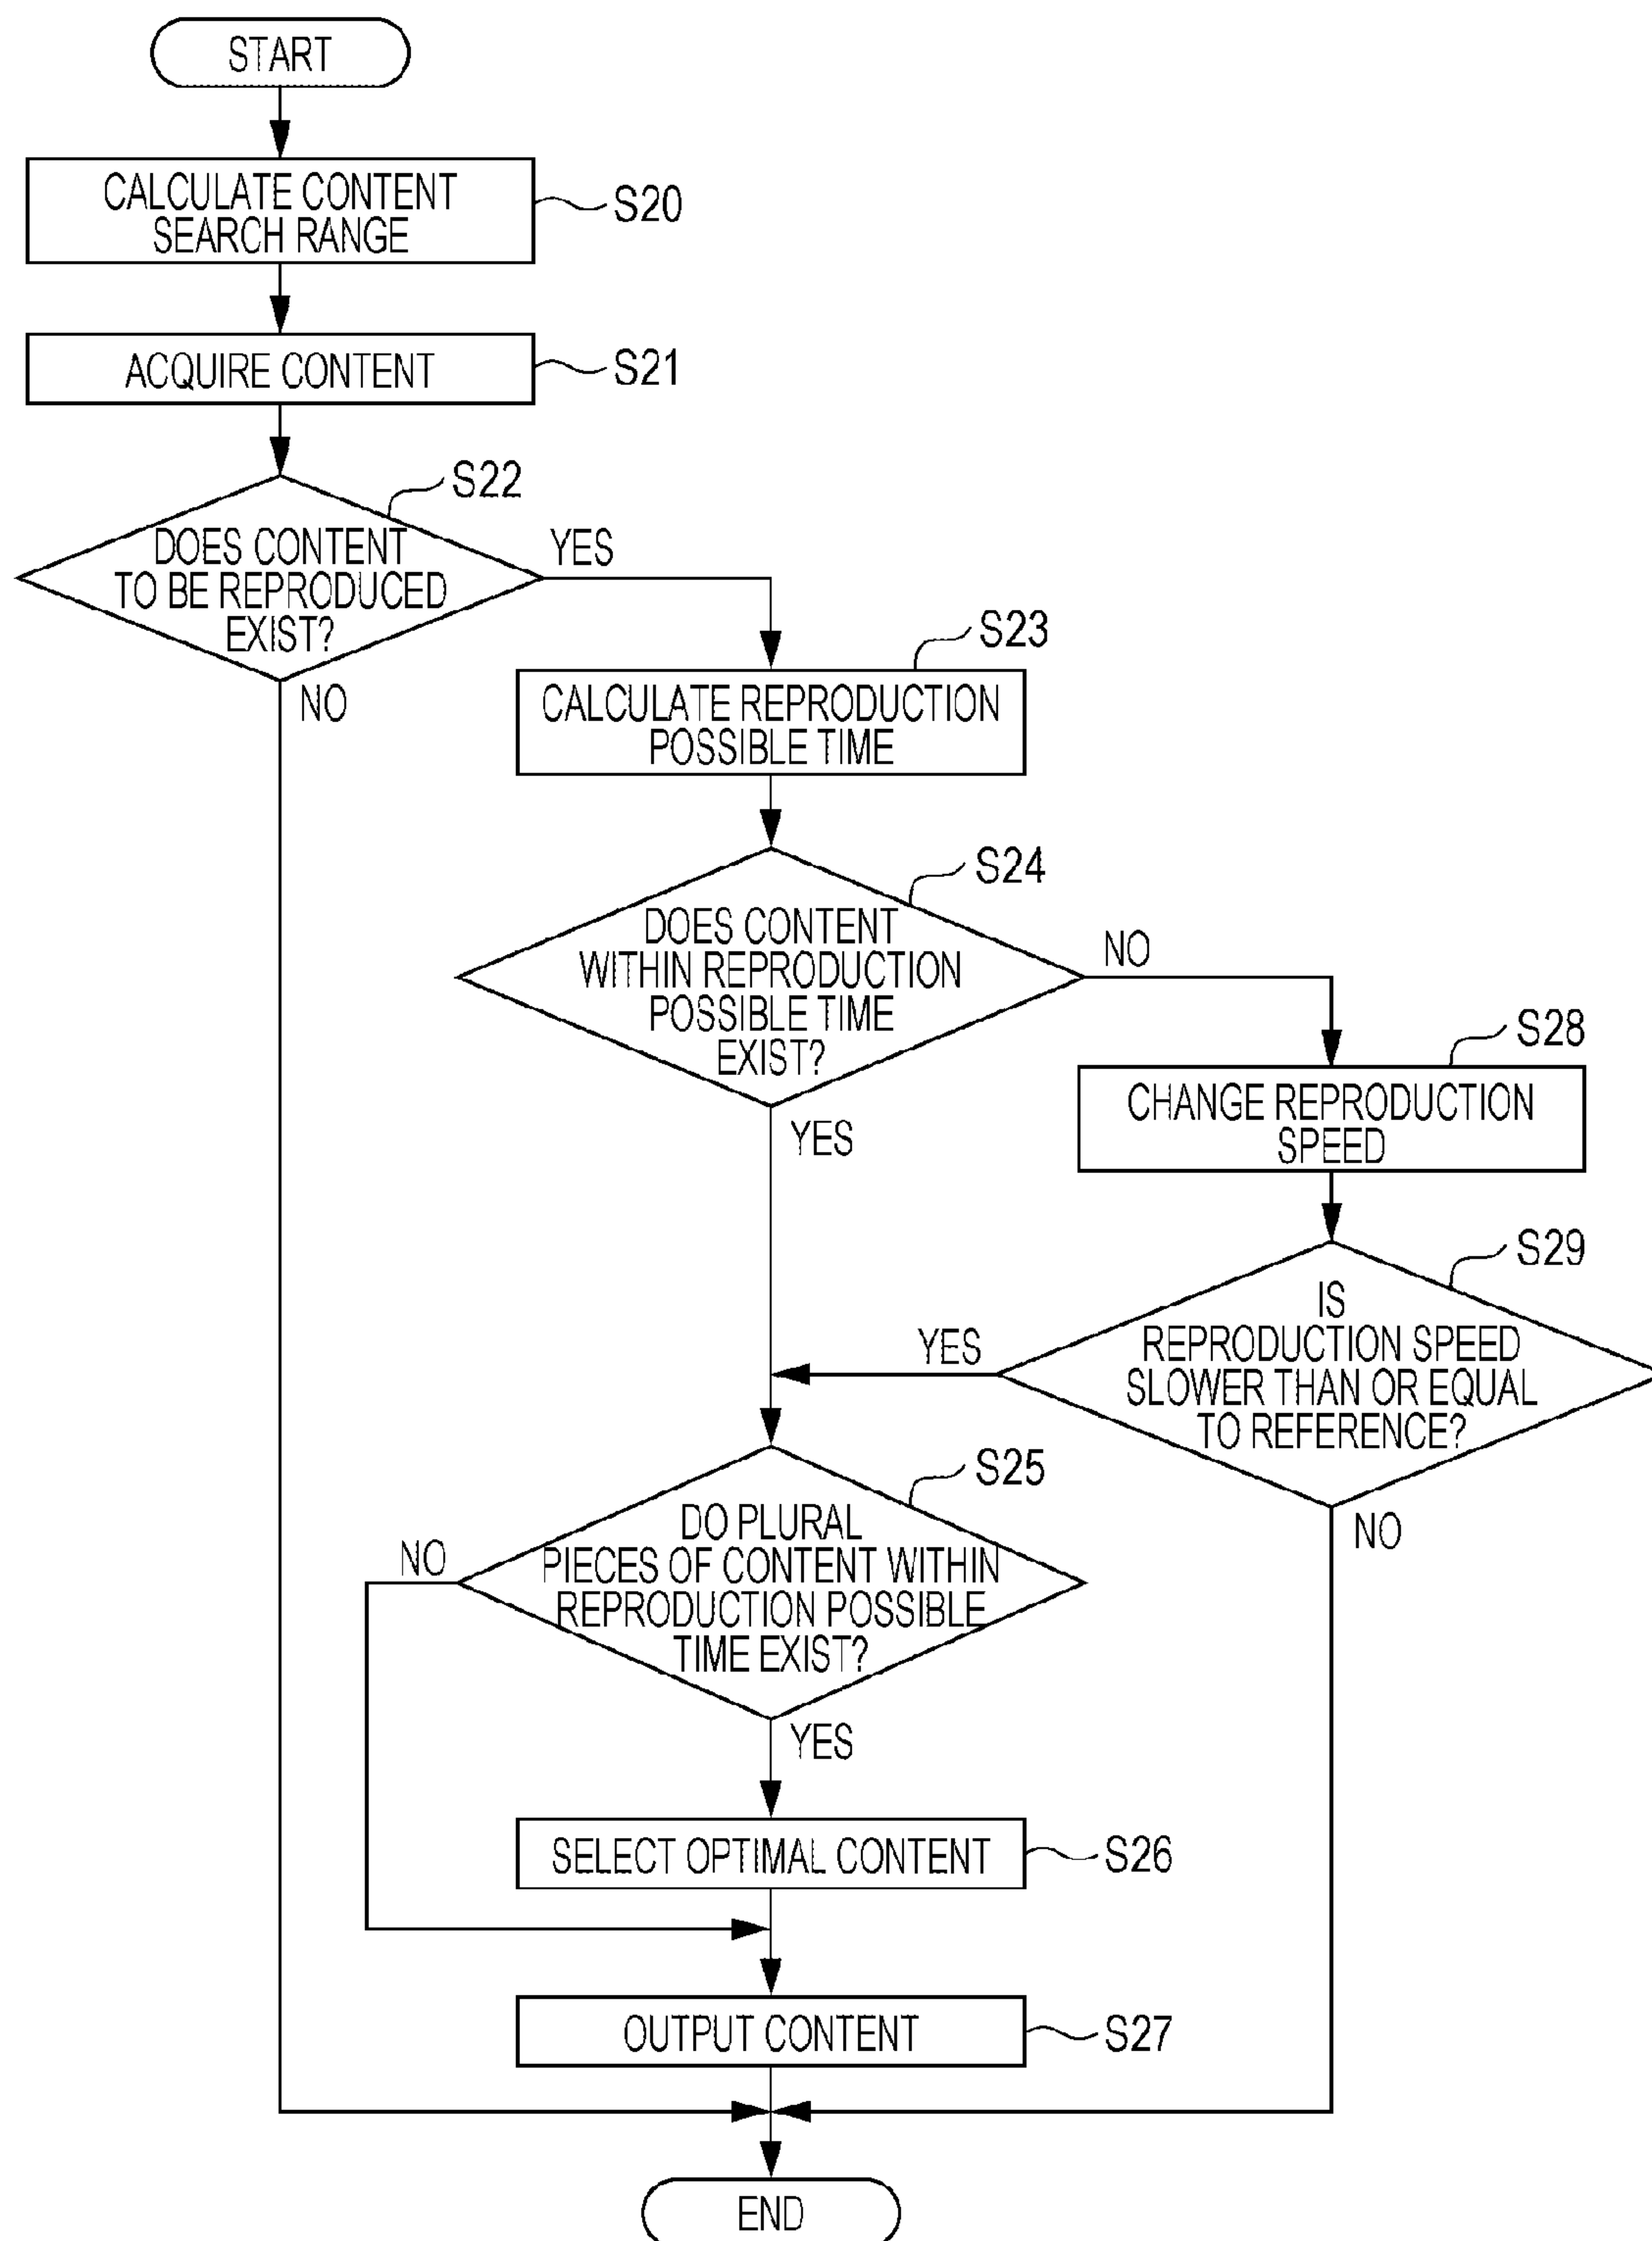 START
CALCULATE CONTENT
SEARCH RANGE
S20
ACQUIRE CONTENT
S21
S22
DOES CONTENT
TO BE REPRODUCED
EXIST?
YES
NO
S23
CALCULATE REPRODUCTION
POSSIBLE TIME
S24
DOES CONTENT
WITHIN REPRODUCTION
POSSIBLE TIME
EXIST?
NO
YES
S28
CHANGE REPRODUCTION
SPEED
S29
IS
REPRODUCTION SPEED
SLOWER THAN OR EQUAL
TO REFERENCE?
YES
NO
S25
DO PLURAL
PIECES OF CONTENT WITHIN
REPRODUCTION POSSIBLE
TIME EXIST?
NO
YES
SELECT OPTIMAL CONTENT
S26
OUTPUT CONTENT
S27
END